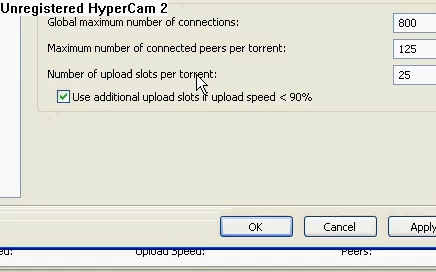 Unregistered HyperCam 2
Global maximum number of connections: 800
Maximum number of connected peers per torrent: 125
Number of upload slots per torrent: 25
Use additional upload slots if upload speed < 90%
OK Cancel Apply
Upload Speed: Peers: